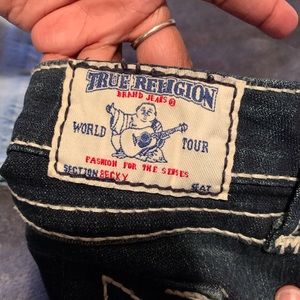 TRUE RELIGION
BRAND JEANS ®
WORLD TOUR
FASHION FOR THE SENSES
SECTION BECKY SEAT